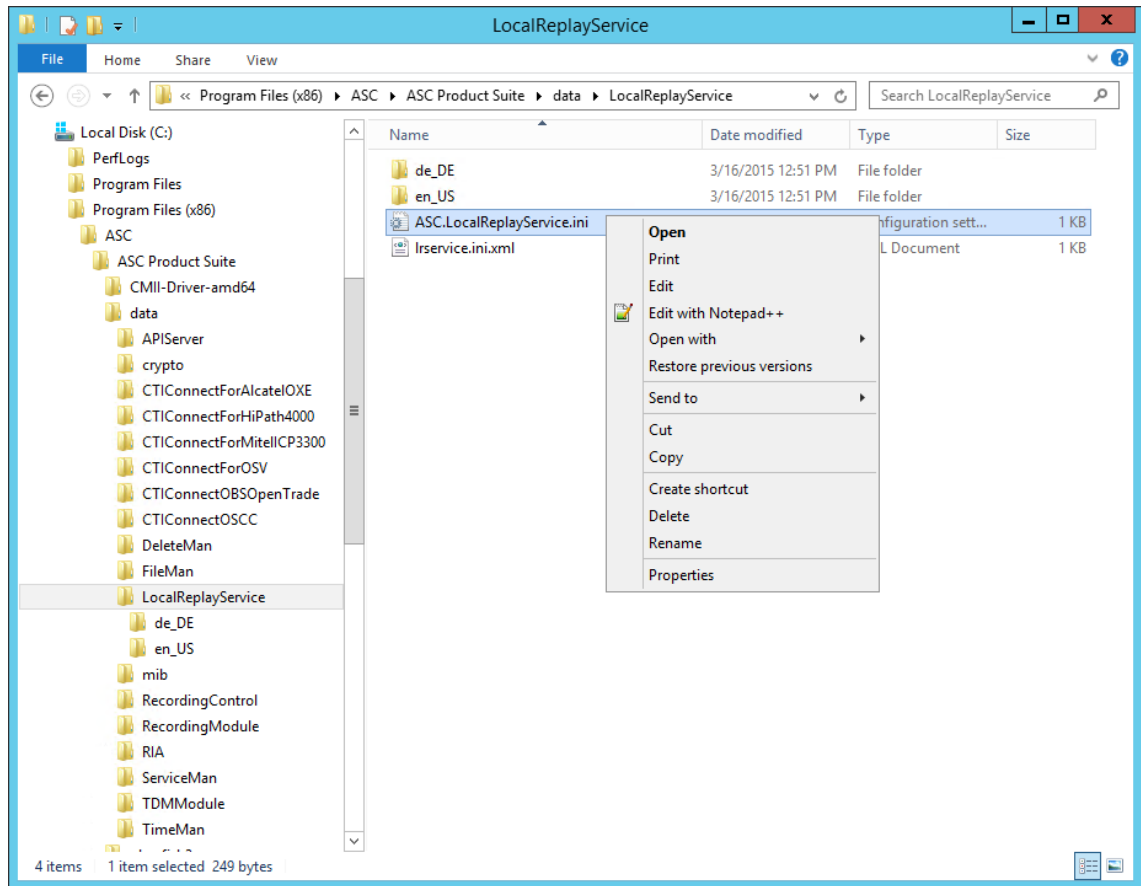 LocalReplayService
File Home Share View
« Program Files (x86) ASC ASC Product Suite data LocalReplayService Search LocalReplayService
Local Disk (C:)
PerfLogs
Program Files
Program Files (x86)
ASC
ASC Product Suite
CMII-Driver-amd64
data
APIServer
crypto
CTIConnectForAlcatelOXE
CTIConnectForHiPath4000
CTIConnectForMitelICP3300
CTIConnectForOSV
CTIConnectOBSOpenTrade
CTIConnectOSCC
DeleteMan
FileMan
LocalReplayService
de_DE
en_US
mib
RecordingControl
RecordingModule
RIA
ServiceMan
TDMModule
TimeMan
Name Date modified Type Size
de_DE 3/16/2015 12:51 PM File folder
en_US 3/16/2015 12:51 PM File folder
ASC.LocalReplayService.ini nfiguration sett... 1 KB
lrservice.ini.xml L Document 1 KB
Open
Print
Edit
Edit with Notepad++
Open with
Restore previous versions
Send to
Cut
Copy
Create shortcut
Delete
Rename
Properties
4 items 1 item selected 249 bytes